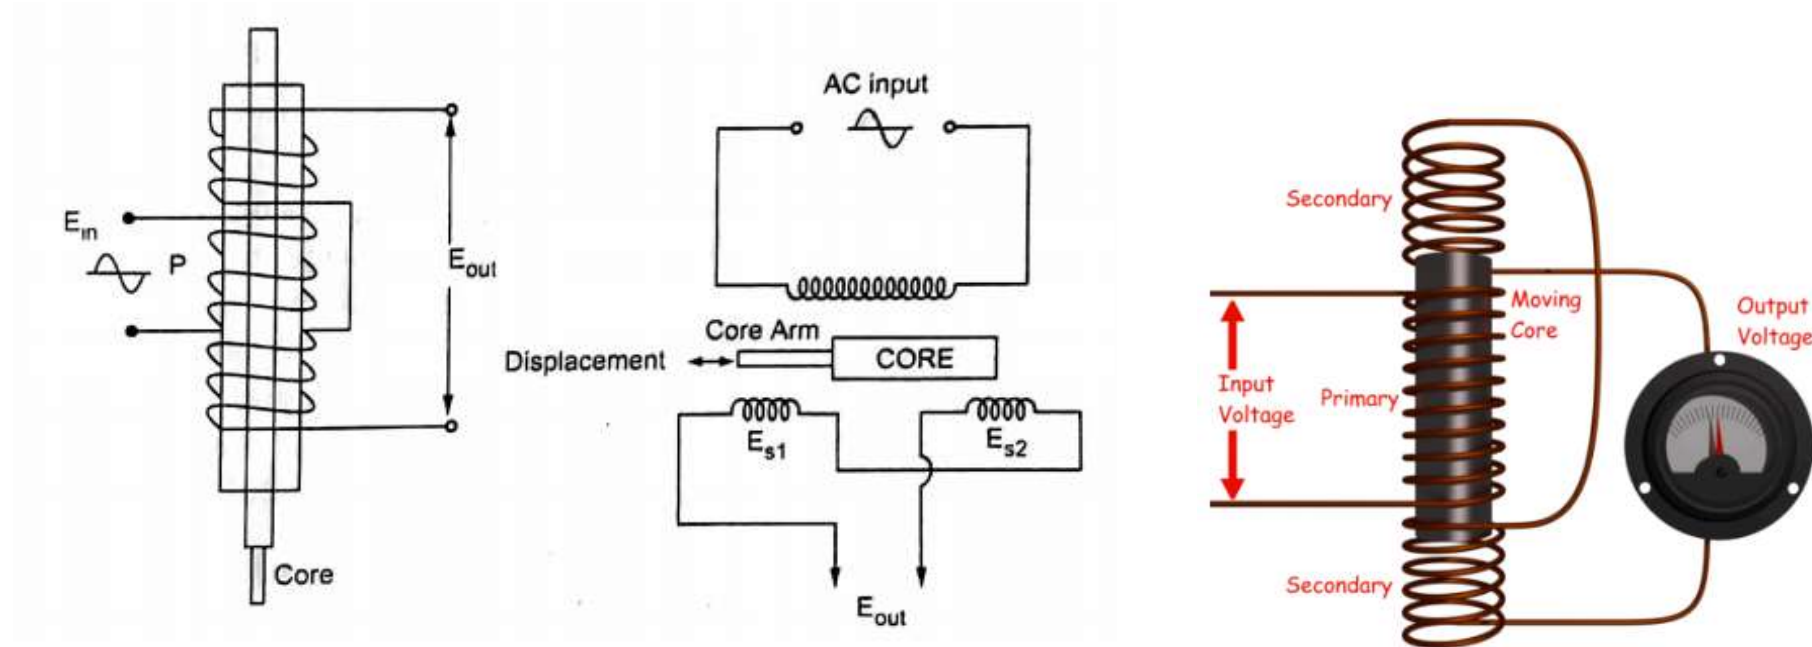 E_in
P
E_out
Core
AC input
Core Arm
Displacement
CORE
E_s1
E_s2
E_out
Secondary
Moving
Core
Output
Voltage
Input
Voltage
Primary
Secondary